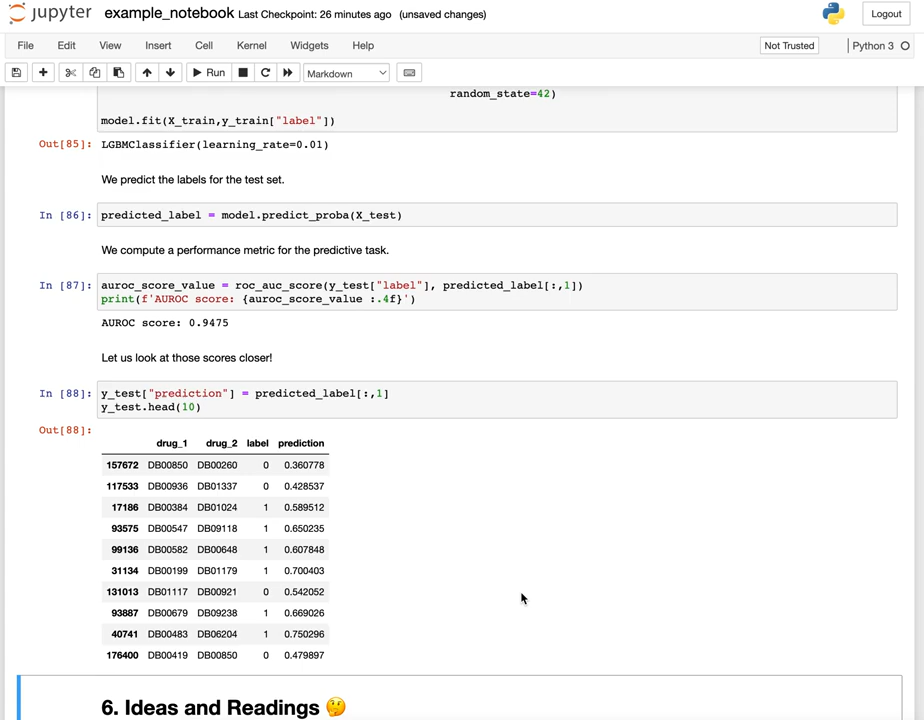 jupyter example_notebook Last Checkpoint: 26 minutes ago (unsaved changes) Logout
File Edit View Insert Cell Kernel Widgets Help Not Trusted Python 3
Run Markdown
random_state=42)
model.fit(X_train,y_train["label"])
Out[85]: LGBMClassifier(learning_rate=0.01)
We predict the labels for the test set.
In [86]: predicted_label = model.predict_proba(X_test)
We compute a performance metric for the predictive task.
In [87]: auroc_score_value = roc_auc_score(y_test["label"], predicted_label[:,1])
print(f'AUROC score: {auroc_score_value :.4f}')
AUROC score: 0.9475
Let us look at those scores closer!
In [88]: y_test["prediction"] = predicted_label[:,1]
y_test.head(10)
Out[88]:
drug_1 drug_2 label prediction
157672 DB00850 DB00260 0 0.360778
117533 DB00936 DB01337 0 0.428537
17186 DB00384 DB01024 1 0.589512
93575 DB00547 DB09118 1 0.650235
99136 DB00582 DB00648 1 0.607848
31134 DB00199 DB01179 1 0.700403
131013 DB01117 DB00921 0 0.542052
93887 DB00679 DB09238 1 0.669026
40741 DB00483 DB06204 1 0.750296
176400 DB00419 DB00850 0 0.479897
6. Ideas and Readings 🤔